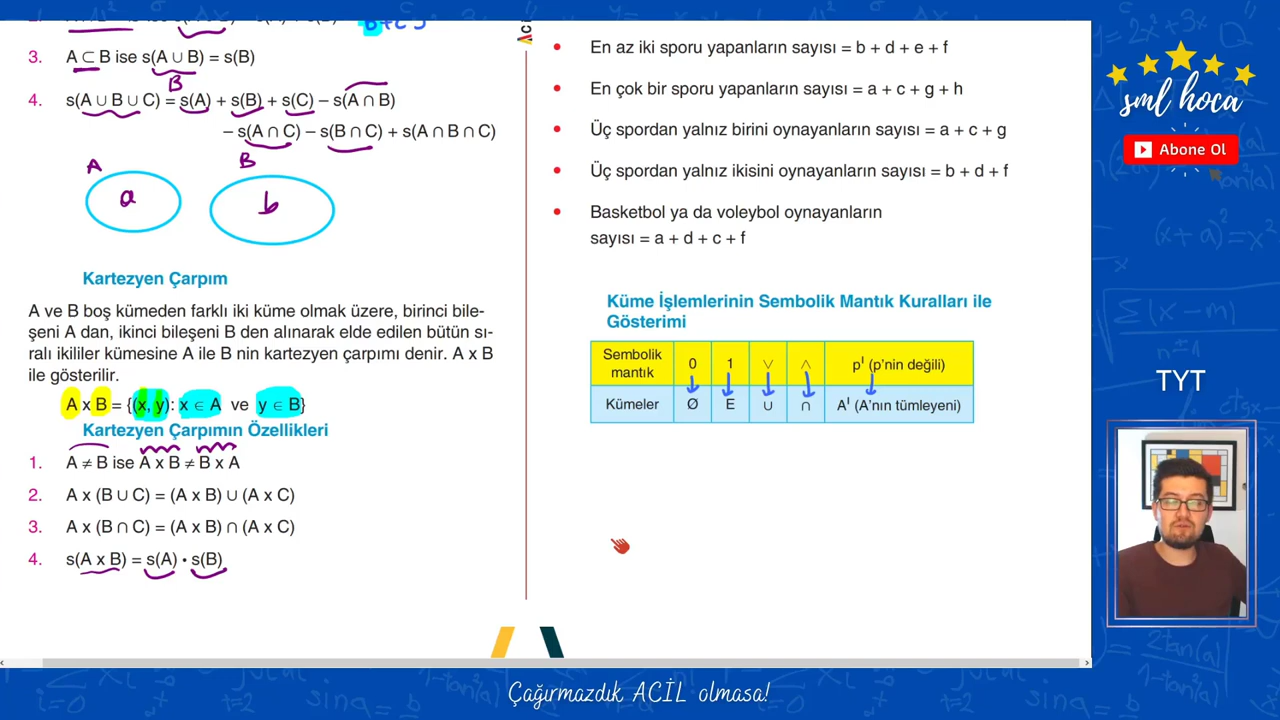 3. A ⊂ B ise s(A ∪ B) = s(B)
B
4. s(A ∪ B ∪ C) = s(A) + s(B) + s(C) − s(A ∩ B)
− s(A ∩ C) − s(B ∩ C) + s(A ∩ B ∩ C)
A
B
a
b
Kartezyen Çarpım
A ve B boş kümeden farklı iki küme olmak üzere, birinci bile-
şeni A dan, ikinci bileşeni B den alınarak elde edilen bütün sı-
ralı ikililer kümesine A ile B nin kartezyen çarpımı denir. A x B
ile gösterilir.
A x B = {(x, y): x ∈ A ve y ∈ B}
Kartezyen Çarpımın Özellikleri
1. A ≠ B ise A x B ≠ B x A
2. A x (B ∪ C) = (A x B) ∪ (A x C)
3. A x (B ∩ C) = (A x B) ∩ (A x C)
4. s(A x B) = s(A) • s(B)
• En az iki sporu yapanların sayısı = b + d + e + f
• En çok bir sporu yapanların sayısı = a + c + g + h
• Üç spordan yalnız birini oynayanların sayısı = a + c + g
• Üç spordan yalnız ikisini oynayanların sayısı = b + d + f
• Basketbol ya da voleybol oynayanların
sayısı = a + d + c + f
Küme İşlemlerinin Sembolik Mantık Kuralları ile
Gösterimi
Sembolik mantık 0 1 ∨ ∧ pᴵ (p'nin değili)
Kümeler Ø E ∪ ∩ Aᴵ (A'nın tümleyeni)
sml hoca
Abone Ol
TYT
Çağırmazdık ACİL olmasa!